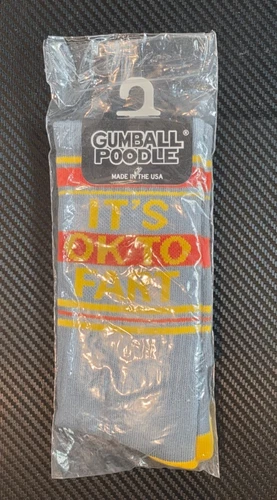 GUMBALL®
POODLE
MADE IN THE USA
IT'S
OK TO
FART